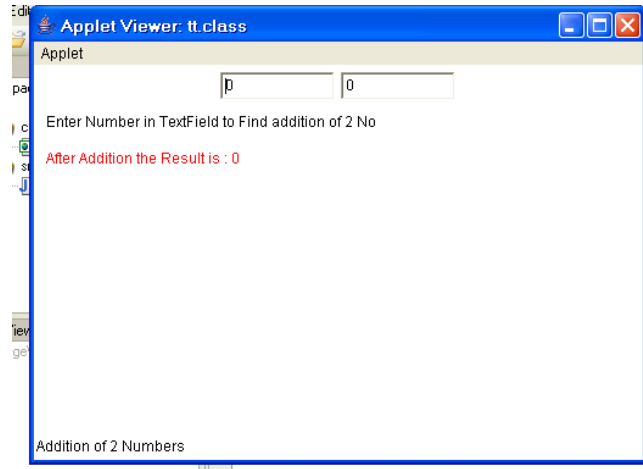 Edit
Applet Viewer: tt.class
Applet
0 0
Enter Number in TextField to Find addition of 2 No
After Addition the Result is : 0
Addition of 2 Numbers